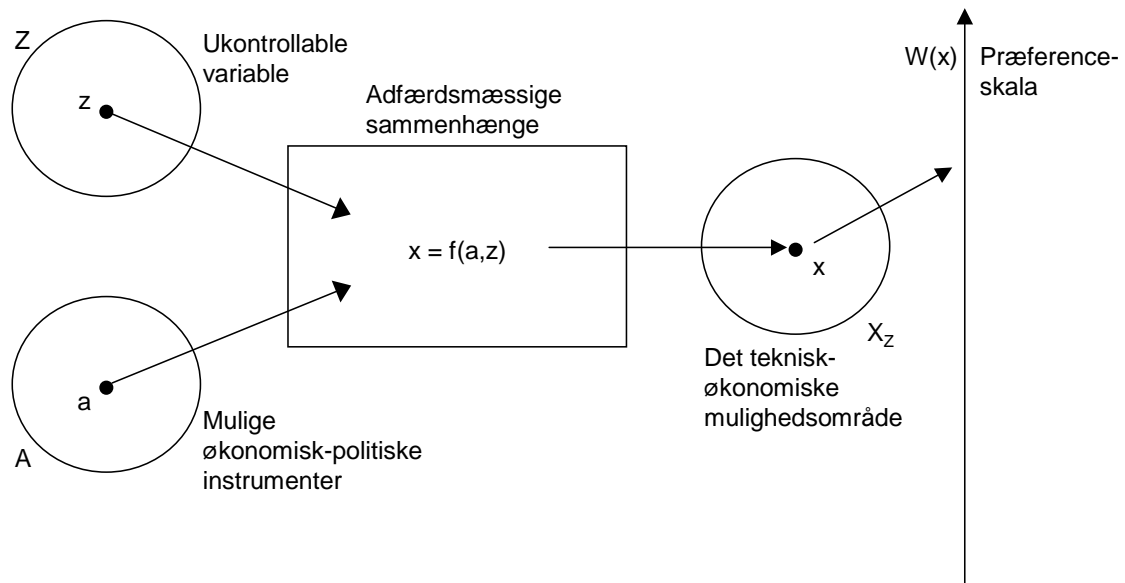 Z
Ukontrollable
variable
z
Adfærdsmæssige
sammenhænge
x = f(a,z)
a
A
Mulige
økonomisk-politiske
instrumenter
x
X_Z
Det teknisk-
økonomiske
mulighedsområde
W(x)
Præference-
skala